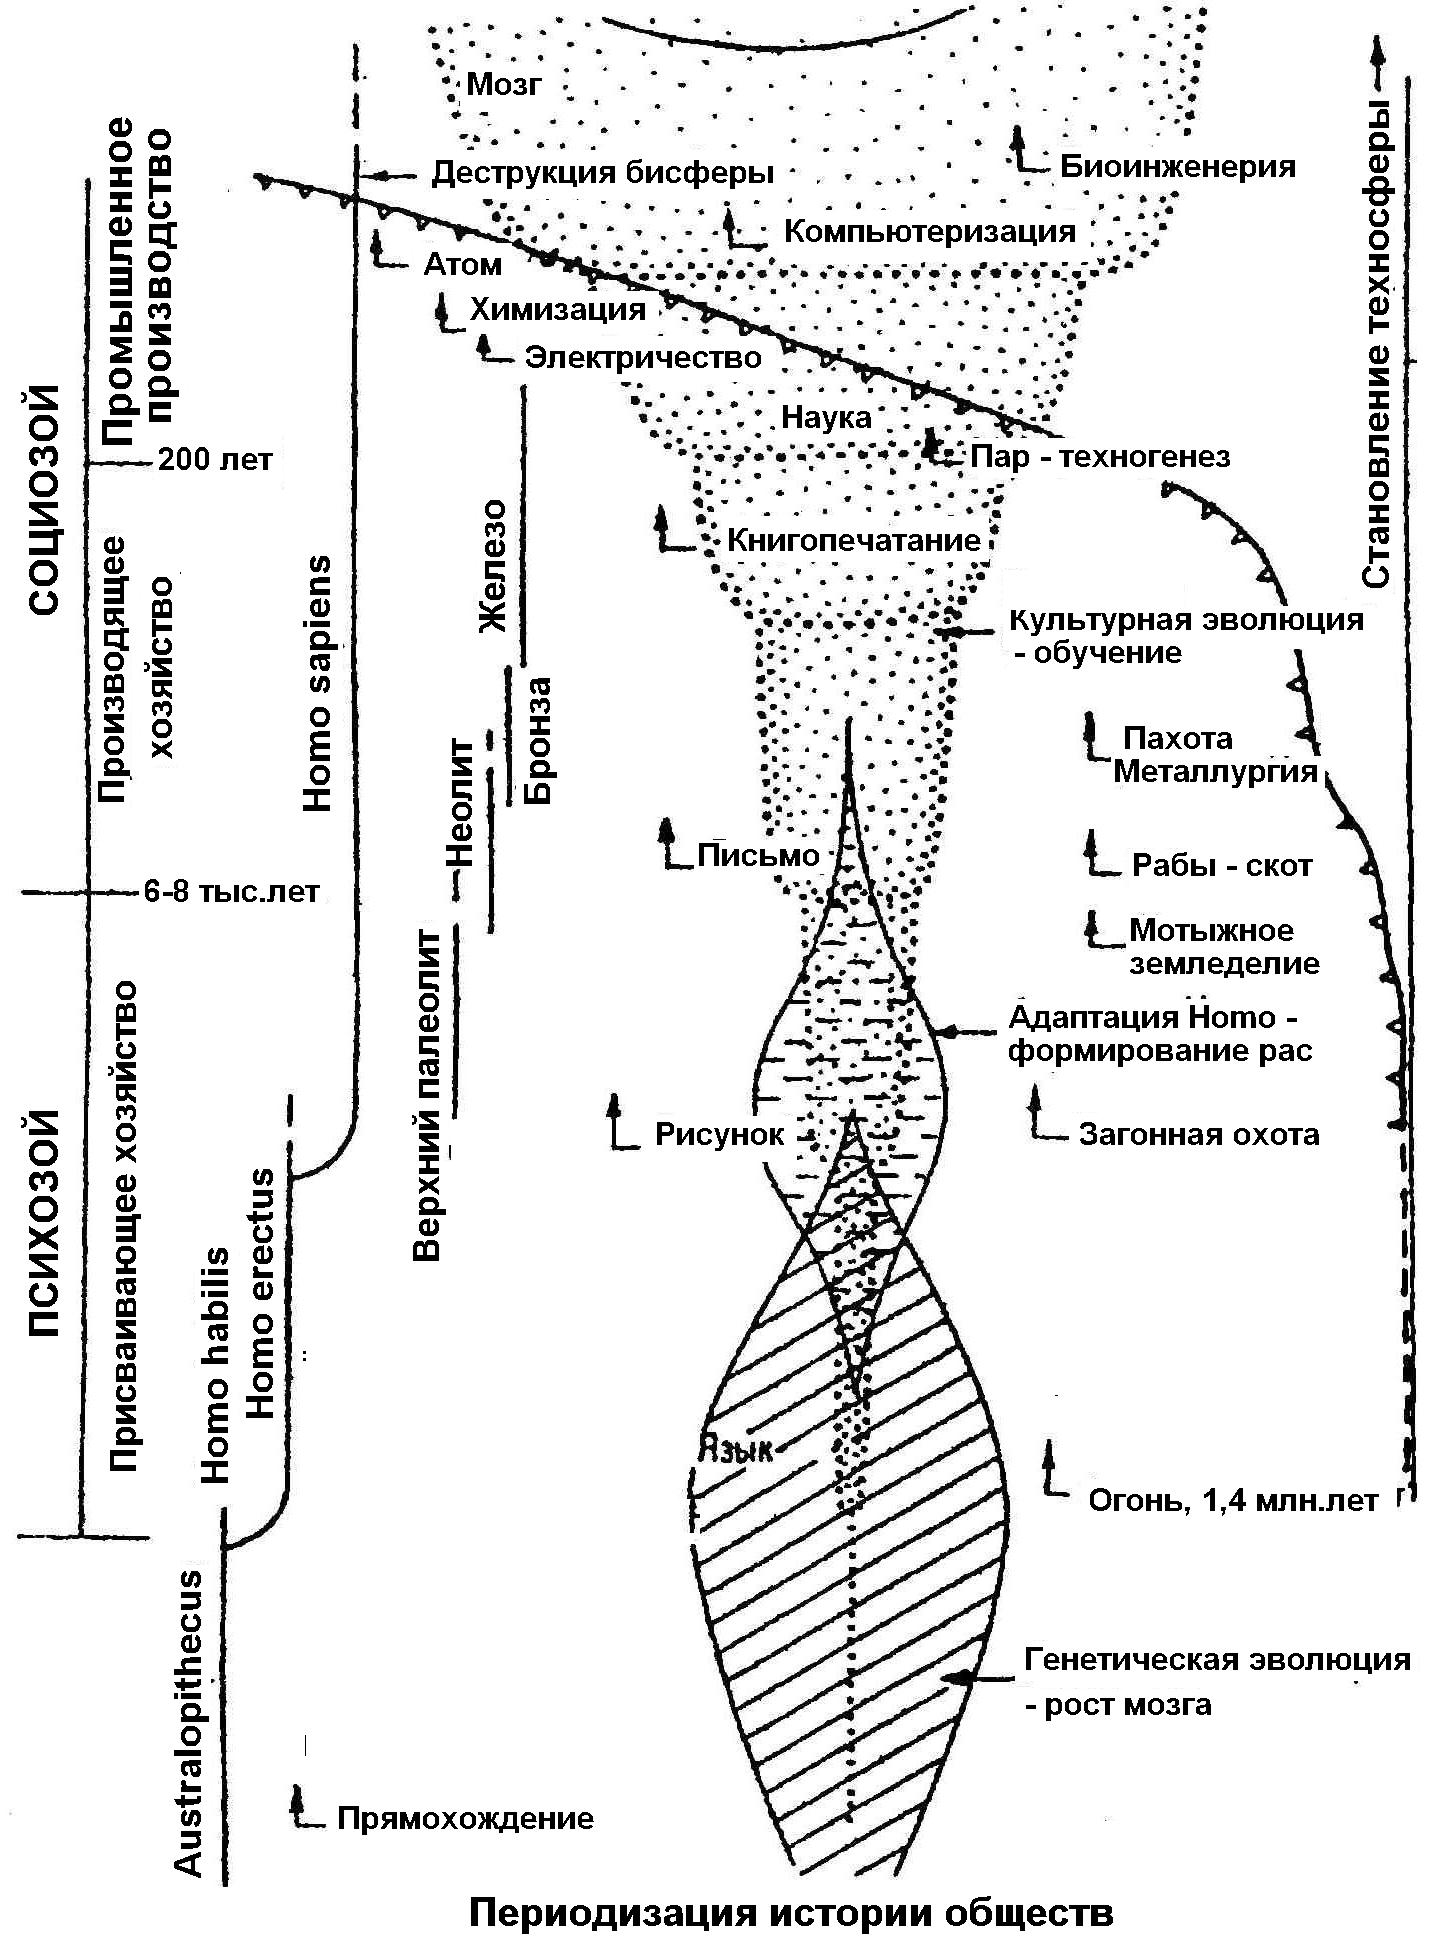 Мозг
Биоинженерия
Деструкция бисферы
Компьютеризация
Атом
Химизация
Электричество
Наука
Пар - техногенез
Становление техносферы
Промышленное
производство
СОЦИОЗОЙ
200 лет
Книгопечатание
Железо
Культурная эволюция
- обучение
Производящее
хозяйство
Homo sapiens
Бронза
Неолит
Пахота
Металлургия
Письмо
Рабы - скот
6-8 тыс.лет
Мотыжное
земледелие
Верхний палеолит
Адаптация Homo -
формирование рас
Рисунок
Загонная охота
ПСИХОЗОЙ
Присваивающее хозяйство
Homo habilis
Homo erectus
Язык
Огонь, 1,4 млн.лет
Australopithecus
Генетическая эволюция
- рост мозга
Прямохождение
Периодизация истории обществ